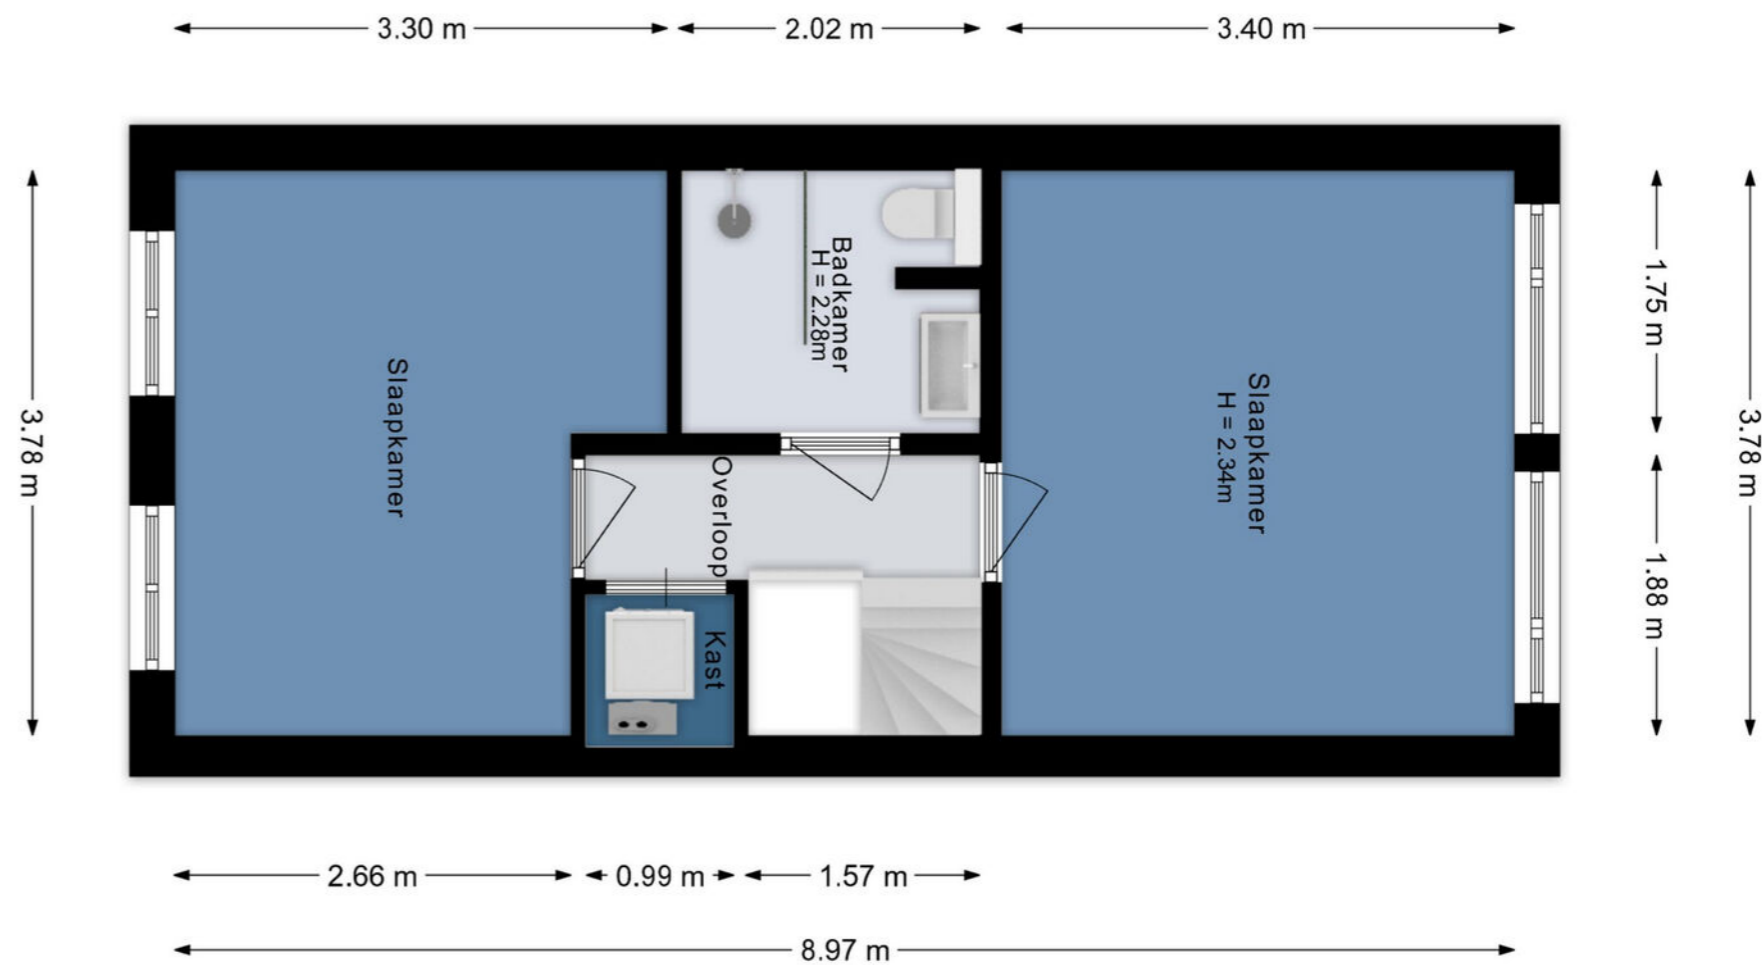 3.30 m
2.02 m
3.40 m
3.78 m
Slaapkamer
Badkamer
H = 2.28m
Overloop
Kast
Slaapkamer
H = 2.34m
1.75 m
1.88 m
3.78 m
2.66 m
0.99 m
1.57 m
8.97 m